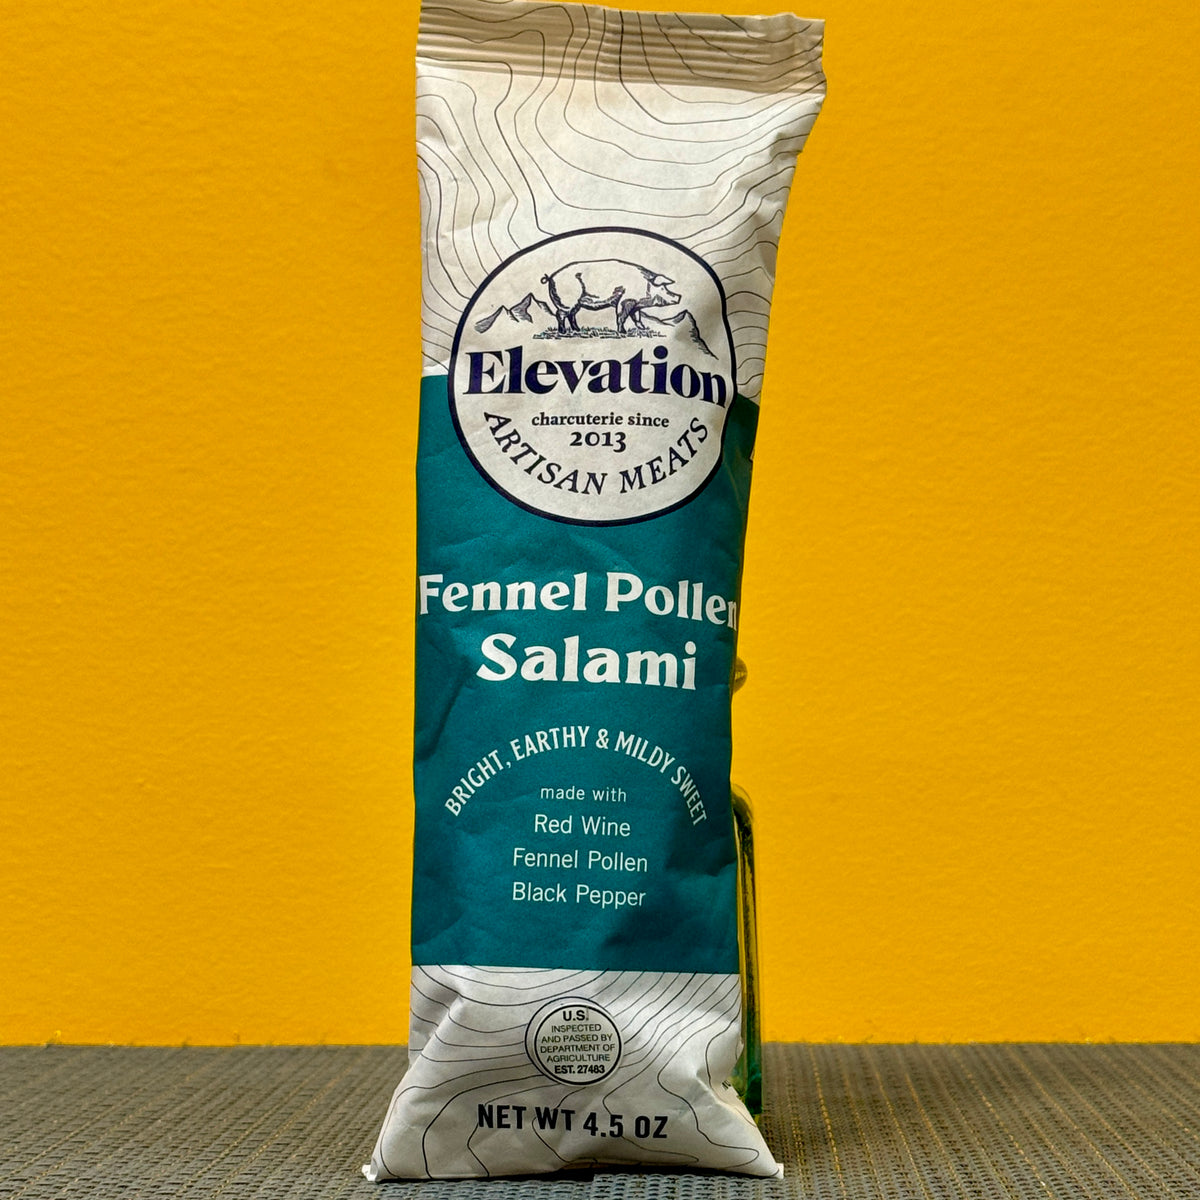 Elevation
charcuterie since
2013
ARTISAN MEATS
Fennel Pollen
Salami
BRIGHT, EARTHY & MILDY SWEET
made with
Red Wine
Fennel Pollen
Black Pepper
U.S.
INSPECTED
AND PASSED BY
DEPARTMENT OF
AGRICULTURE
EST. 27483
NET WT 4.5 OZ